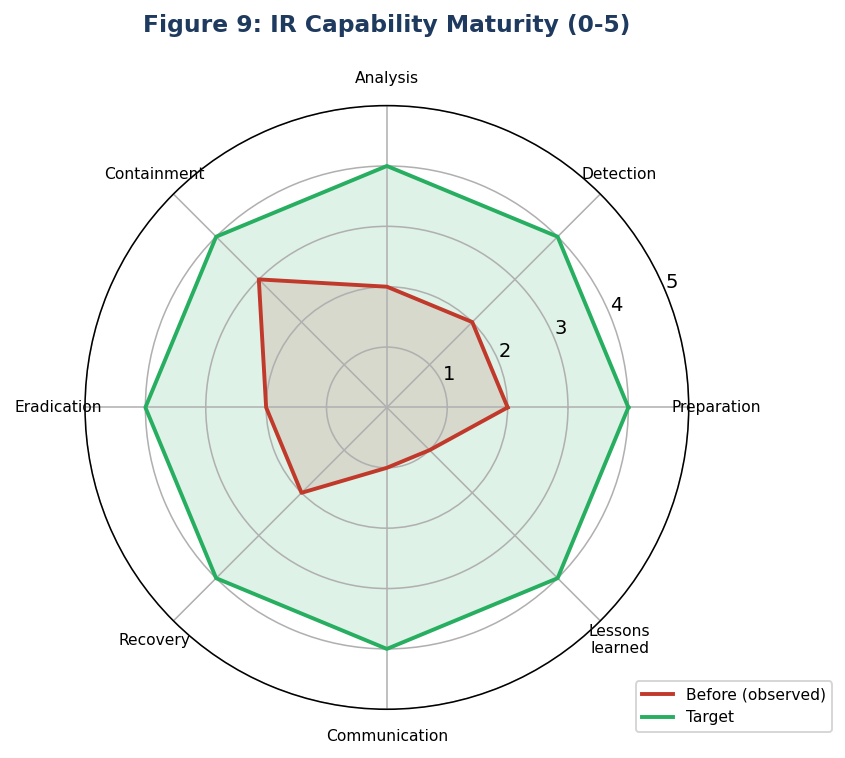 Figure 9: IR Capability Maturity (0-5)
Analysis
Containment
Detection
5
4
3
2
1
Eradication
Preparation
Recovery
Lessons
learned
Communication
Before (observed)
Target